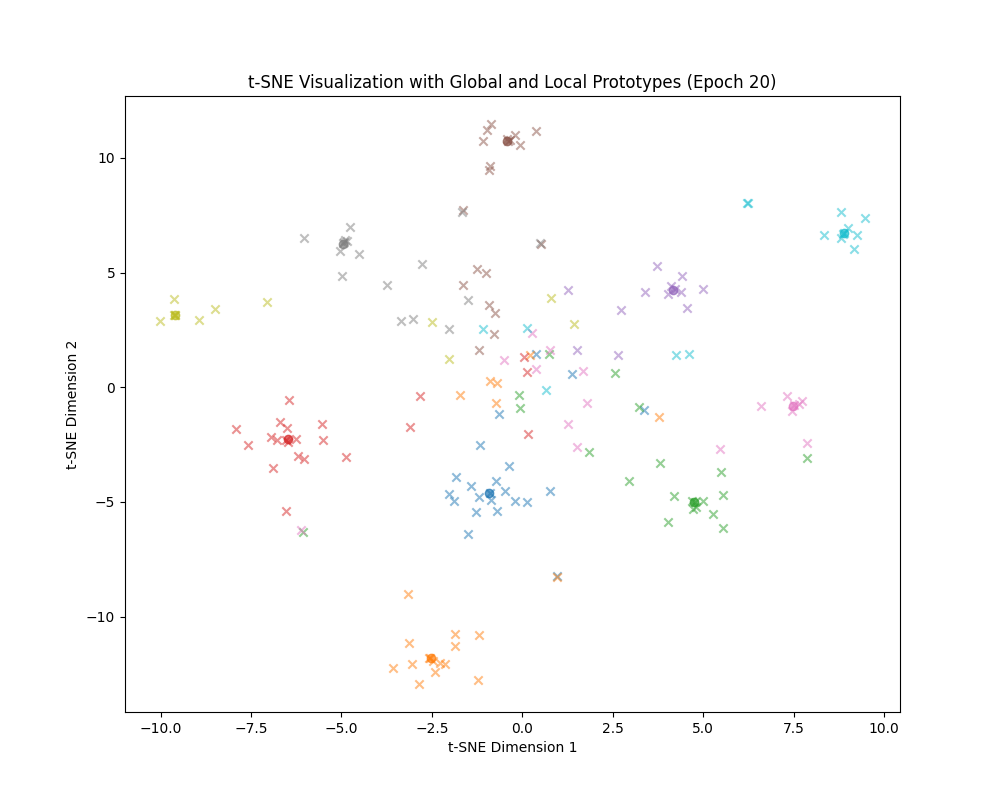 t-SNE Visualization with Global and Local Prototypes (Epoch 20)
10
5
0
−5
−10
t-SNE Dimension 2
−10.0 −7.5 −5.0 −2.5 0.0 2.5 5.0 7.5 10.0
t-SNE Dimension 1